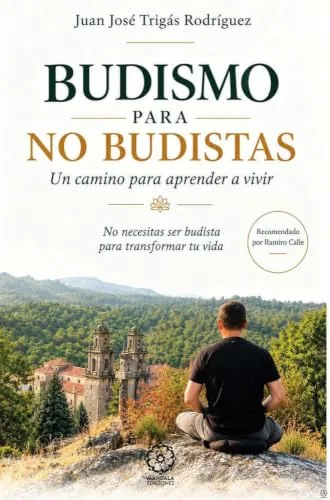 Juan José Trigás Rodríguez
BUDISMO
PARA
NO BUDISTAS
Un camino para aprender a vivir
No necesitas ser budista
para transformar tu vida
Recomendado
por Ramiro Calle
MANDALA
EDICIONES